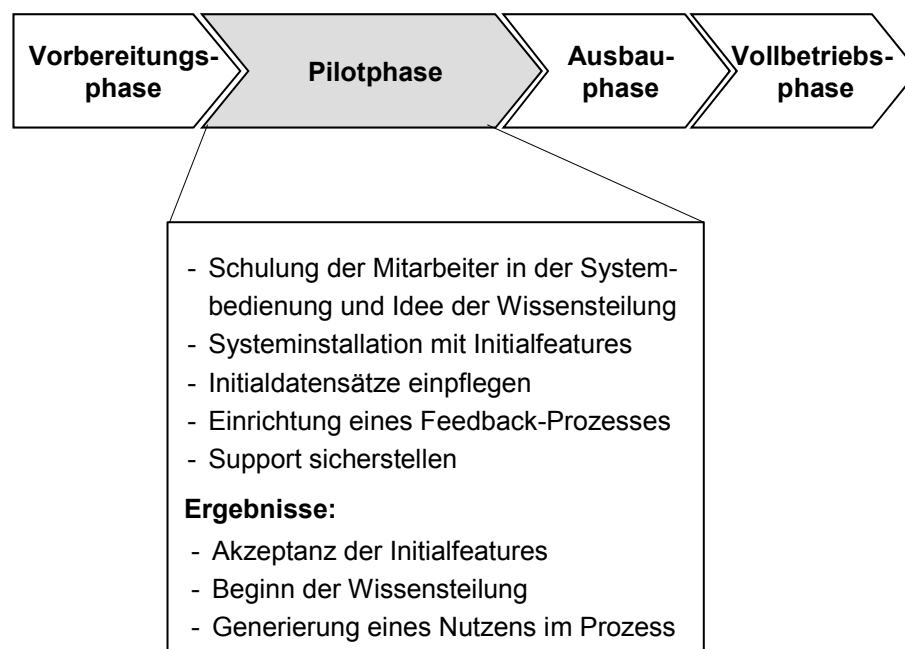 Vorbereitungs-
phase
Pilotphase
Ausbau-
phase
Vollbetriebs-
phase
- Schulung der Mitarbeiter in der System-
bedienung und Idee der Wissensteilung
- Systeminstallation mit Initialfeatures
- Initialdatensätze einpflegen
- Einrichtung eines Feedback-Prozesses
- Support sicherstellen
Ergebnisse:
- Akzeptanz der Initialfeatures
- Beginn der Wissensteilung
- Generierung eines Nutzens im Prozess